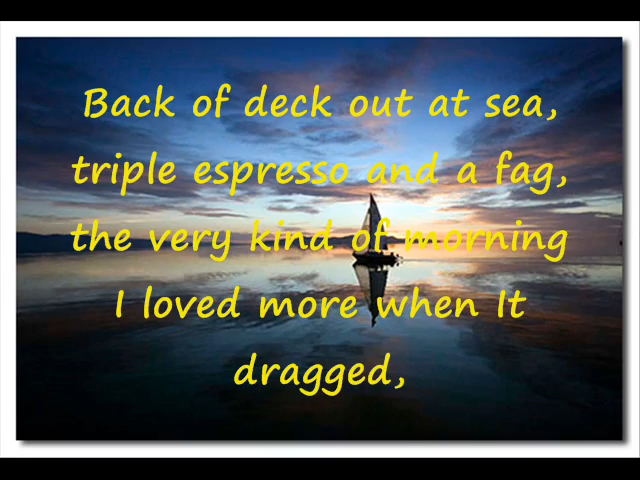 Back of deck out at sea,
triple espresso and a fag,
the very kind of morning
I loved more when It
dragged,